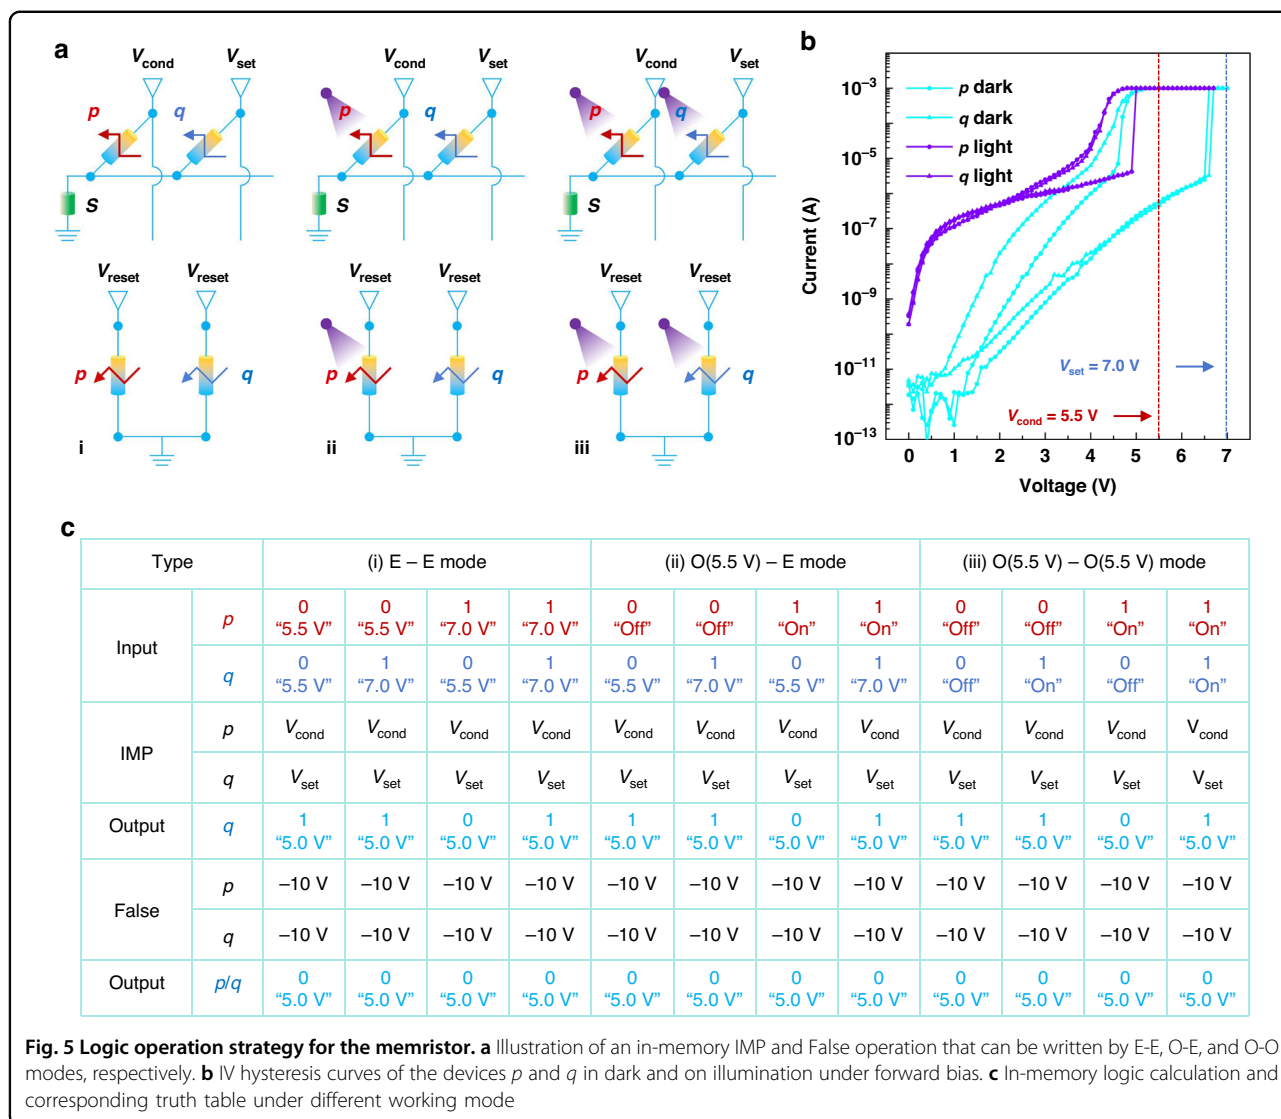 a
V_cond V_set V_cond V_set V_cond V_set
p q p q p q
S S S
V_reset V_reset V_reset V_reset V_reset V_reset
p q p q p q
i ii iii
b
p dark
q dark
p light
q light
Current (A)
10⁻³
10⁻⁵
10⁻⁷
10⁻⁹
10⁻¹¹
10⁻¹³
V_set = 7.0 V
V_cond = 5.5 V
0 1 2 3 4 5 6 7
Voltage (V)
c
Type (i) E – E mode (ii) O(5.5 V) – E mode (iii) O(5.5 V) – O(5.5 V) mode
Input
p 0 0 1 1 0 0 1 1 0 0 1 1
"5.5 V" "5.5 V" "7.0 V" "7.0 V" "Off" "Off" "On" "On" "Off" "Off" "On" "On"
q 0 1 0 1 0 1 0 1 0 1 0 1
"5.5 V" "7.0 V" "5.5 V" "7.0 V" "5.5 V" "7.0 V" "5.5 V" "7.0 V" "Off" "On" "Off" "On"
IMP
p V_cond V_cond V_cond V_cond V_cond V_cond V_cond V_cond V_cond V_cond V_cond V_cond
q V_set V_set V_set V_set V_set V_set V_set V_set V_set V_set V_set V_set
Output q 1 1 0 1 1 1 0 1 1 1 0 1
"5.0 V" "5.0 V" "5.0 V" "5.0 V" "5.0 V" "5.0 V" "5.0 V" "5.0 V" "5.0 V" "5.0 V" "5.0 V" "5.0 V"
False
p –10 V –10 V –10 V –10 V –10 V –10 V –10 V –10 V –10 V –10 V –10 V –10 V
q –10 V –10 V –10 V –10 V –10 V –10 V –10 V –10 V –10 V –10 V –10 V –10 V
Output p/q 0 0 0 0 0 0 0 0 0 0 0 0
"5.0 V" "5.0 V" "5.0 V" "5.0 V" "5.0 V" "5.0 V" "5.0 V" "5.0 V" "5.0 V" "5.0 V" "5.0 V" "5.0 V"
Fig. 5 Logic operation strategy for the memristor. a Illustration of an in-memory IMP and False operation that can be written by E-E, O-E, and O-O
modes, respectively. b IV hysteresis curves of the devices p and q in dark and on illumination under forward bias. c In-memory logic calculation and
corresponding truth table under different working mode